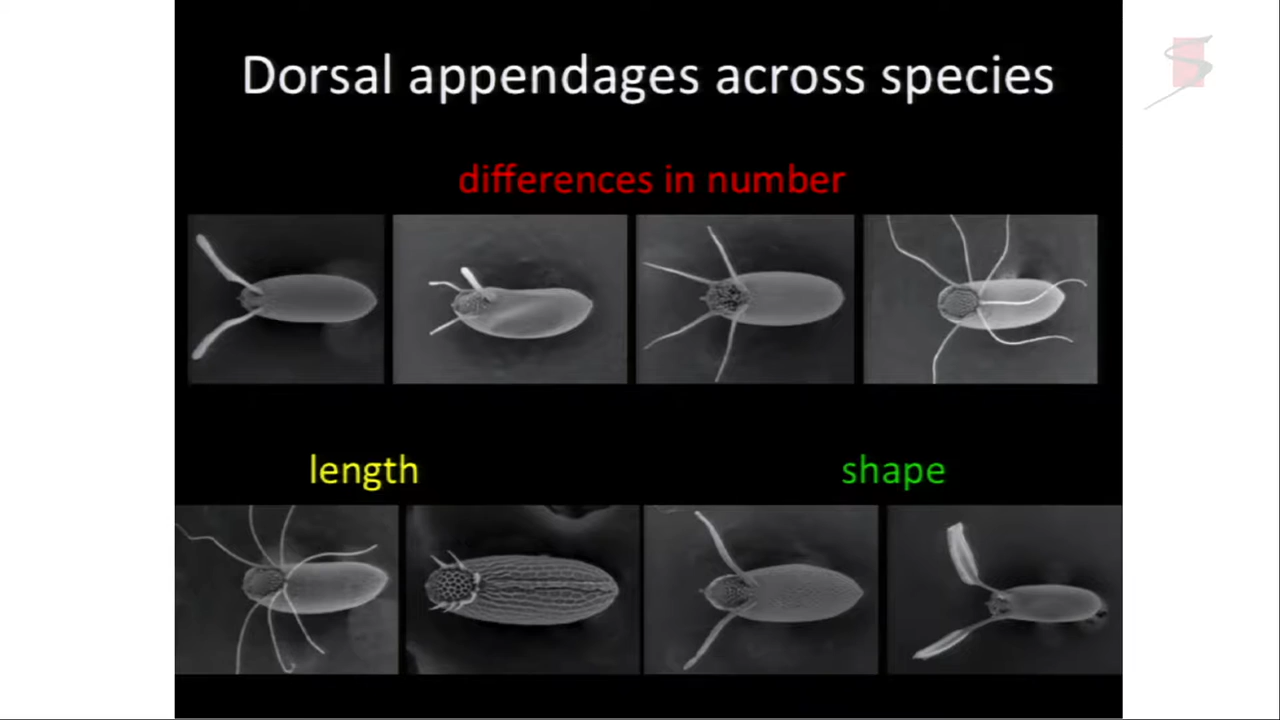 Dorsal appendages across species
differences in number
length
shape